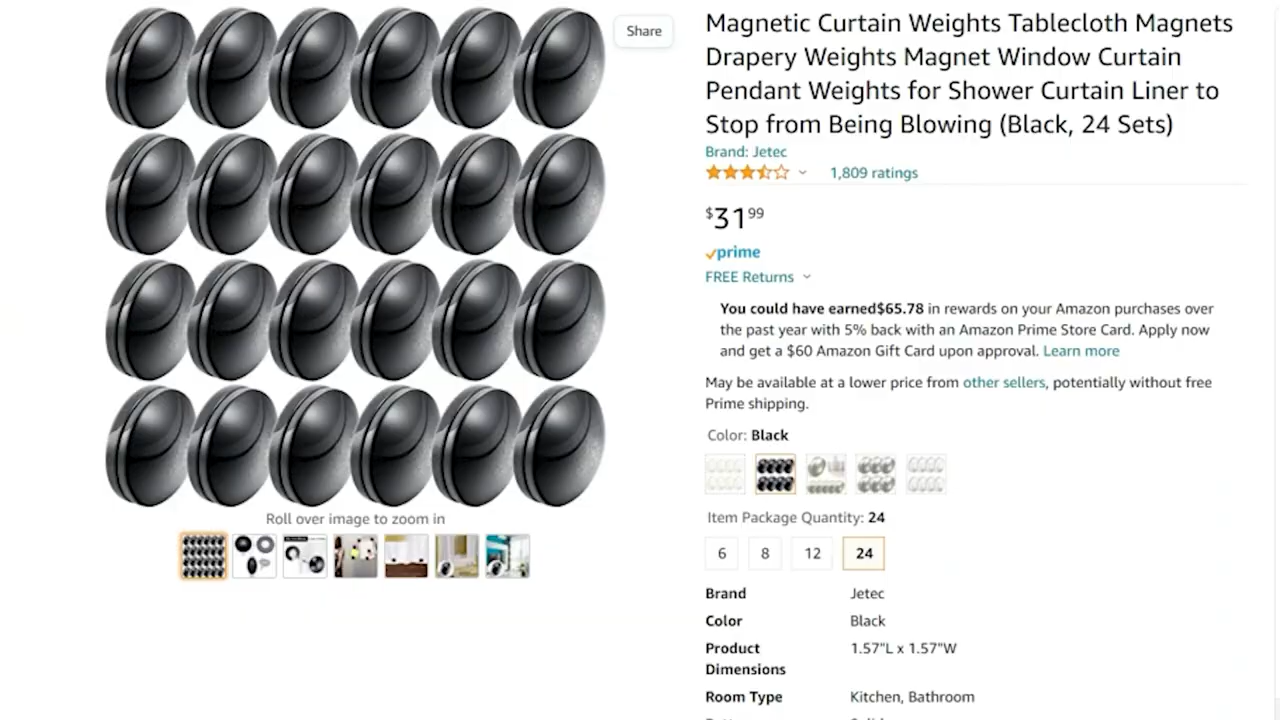 Share
Roll over image to zoom in
Magnetic Curtain Weights Tablecloth Magnets
Drapery Weights Magnet Window Curtain
Pendant Weights for Shower Curtain Liner to
Stop from Being Blowing (Black, 24 Sets)
Brand: Jetec
1,809 ratings
$31.99
prime
FREE Returns
You could have earned$65.78 in rewards on your Amazon purchases over
the past year with 5% back with an Amazon Prime Store Card. Apply now
and get a $60 Amazon Gift Card upon approval. Learn more
May be available at a lower price from other sellers, potentially without free
Prime shipping.
Color: Black
Item Package Quantity: 24
6 8 12 24
Brand Jetec
Color Black
Product 1.57"L x 1.57"W
Dimensions
Room Type Kitchen, Bathroom